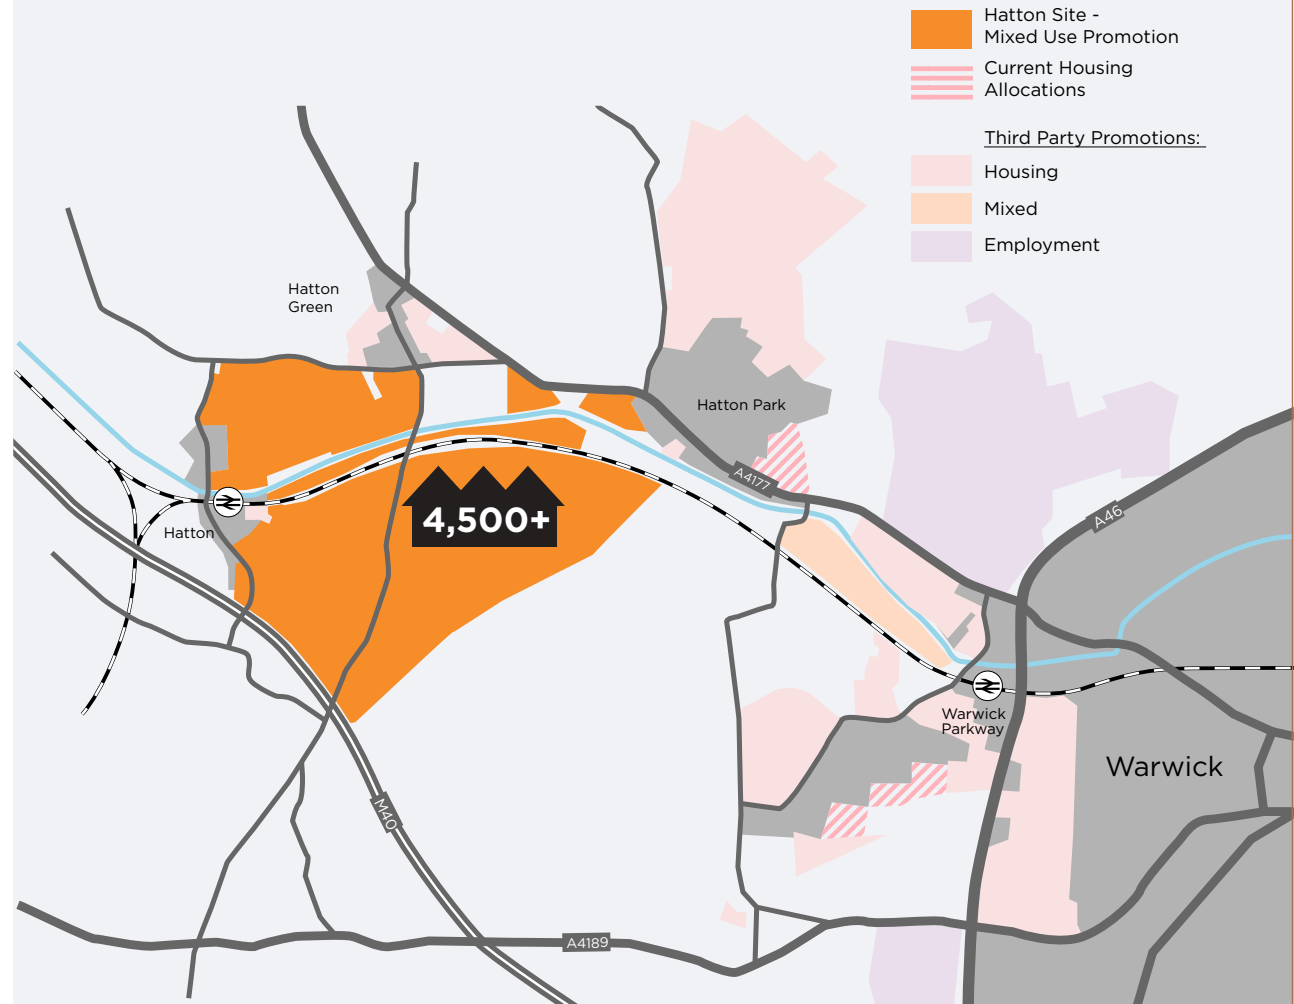 Hatton Site -
Mixed Use Promotion
Current Housing
Allocations
Third Party Promotions:
Housing
Mixed
Employment
Hatton
Green
Hatton Park
A4177
4,500+
A46
Hatton
Warwick
Parkway
Warwick
M40
A4189